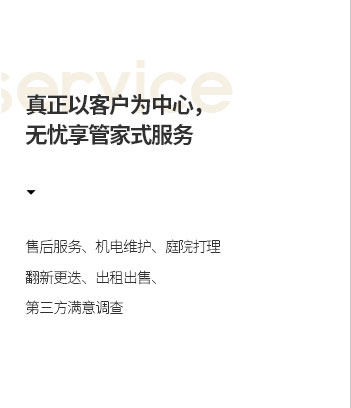 service
真正以客户为中心，
无忧享管家式服务
售后服务、机电维护、庭院打理
翻新更迭、出租出售、
第三方满意调查